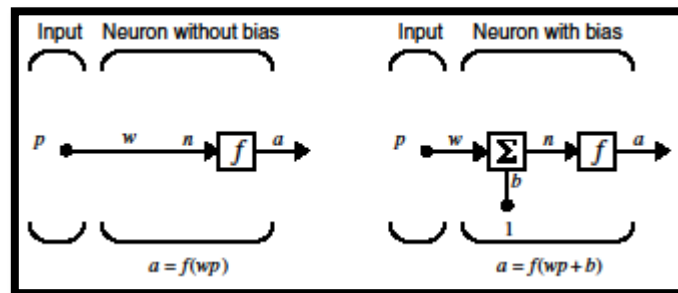 Input Neuron without bias
p w n f a
a = f(wp)
Input Neuron with bias
p w Σ n f a
b
1
a = f(wp + b)